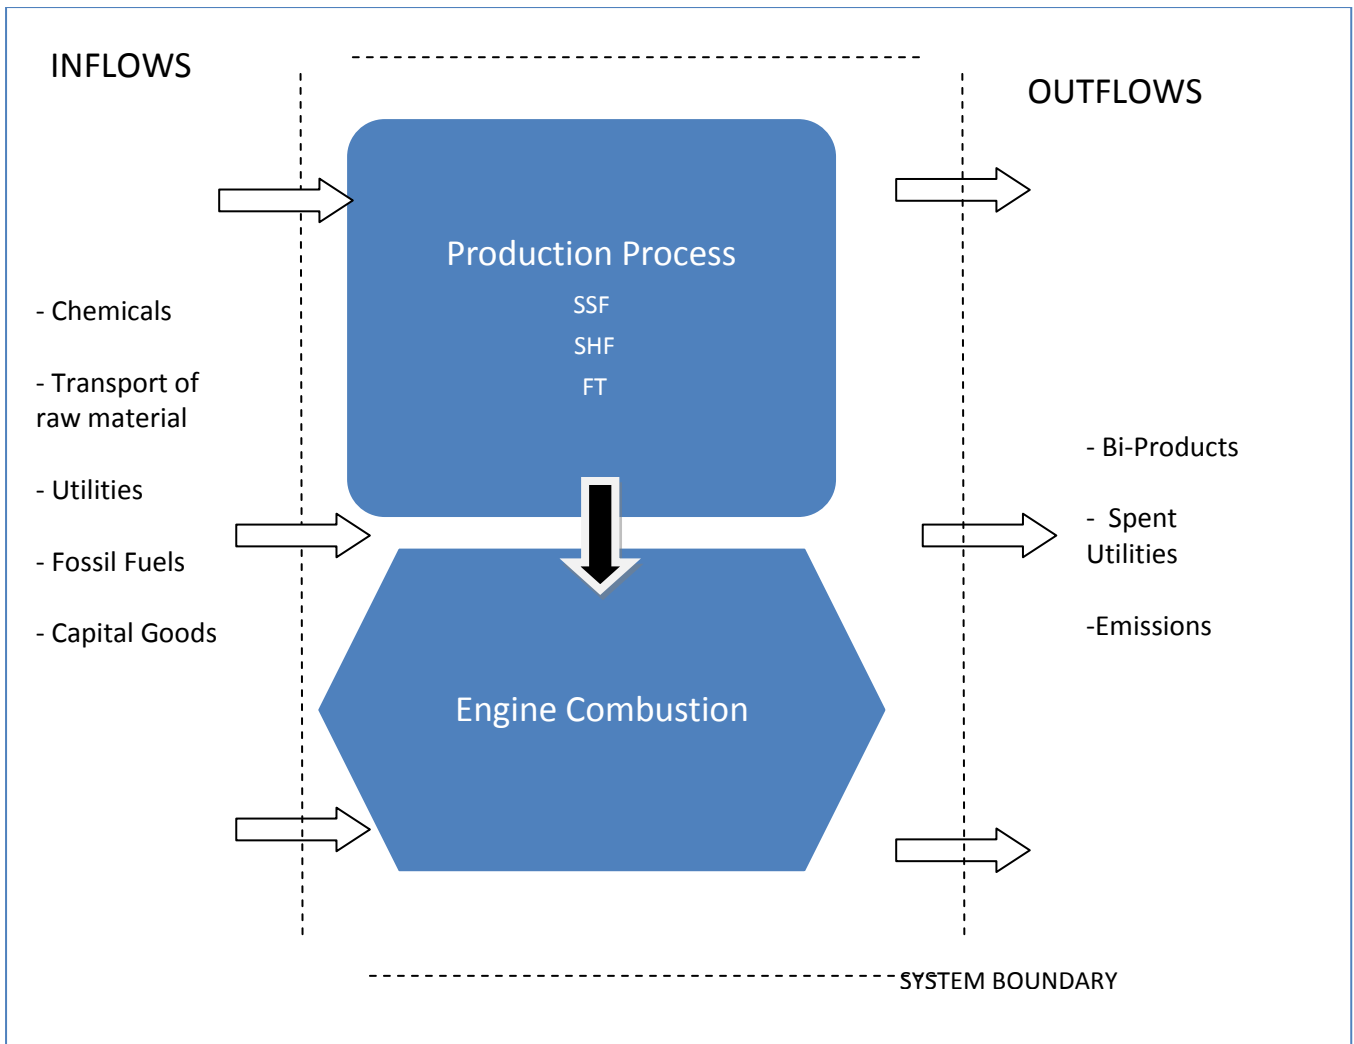 INFLOWS
OUTFLOWS
Production Process
SSF
SHF
FT
- Chemicals
- Transport of
raw material
- Utilities
- Fossil Fuels
- Capital Goods
- Bi-Products
- Spent
Utilities
-Emissions
Engine Combustion
SYSTEM BOUNDARY